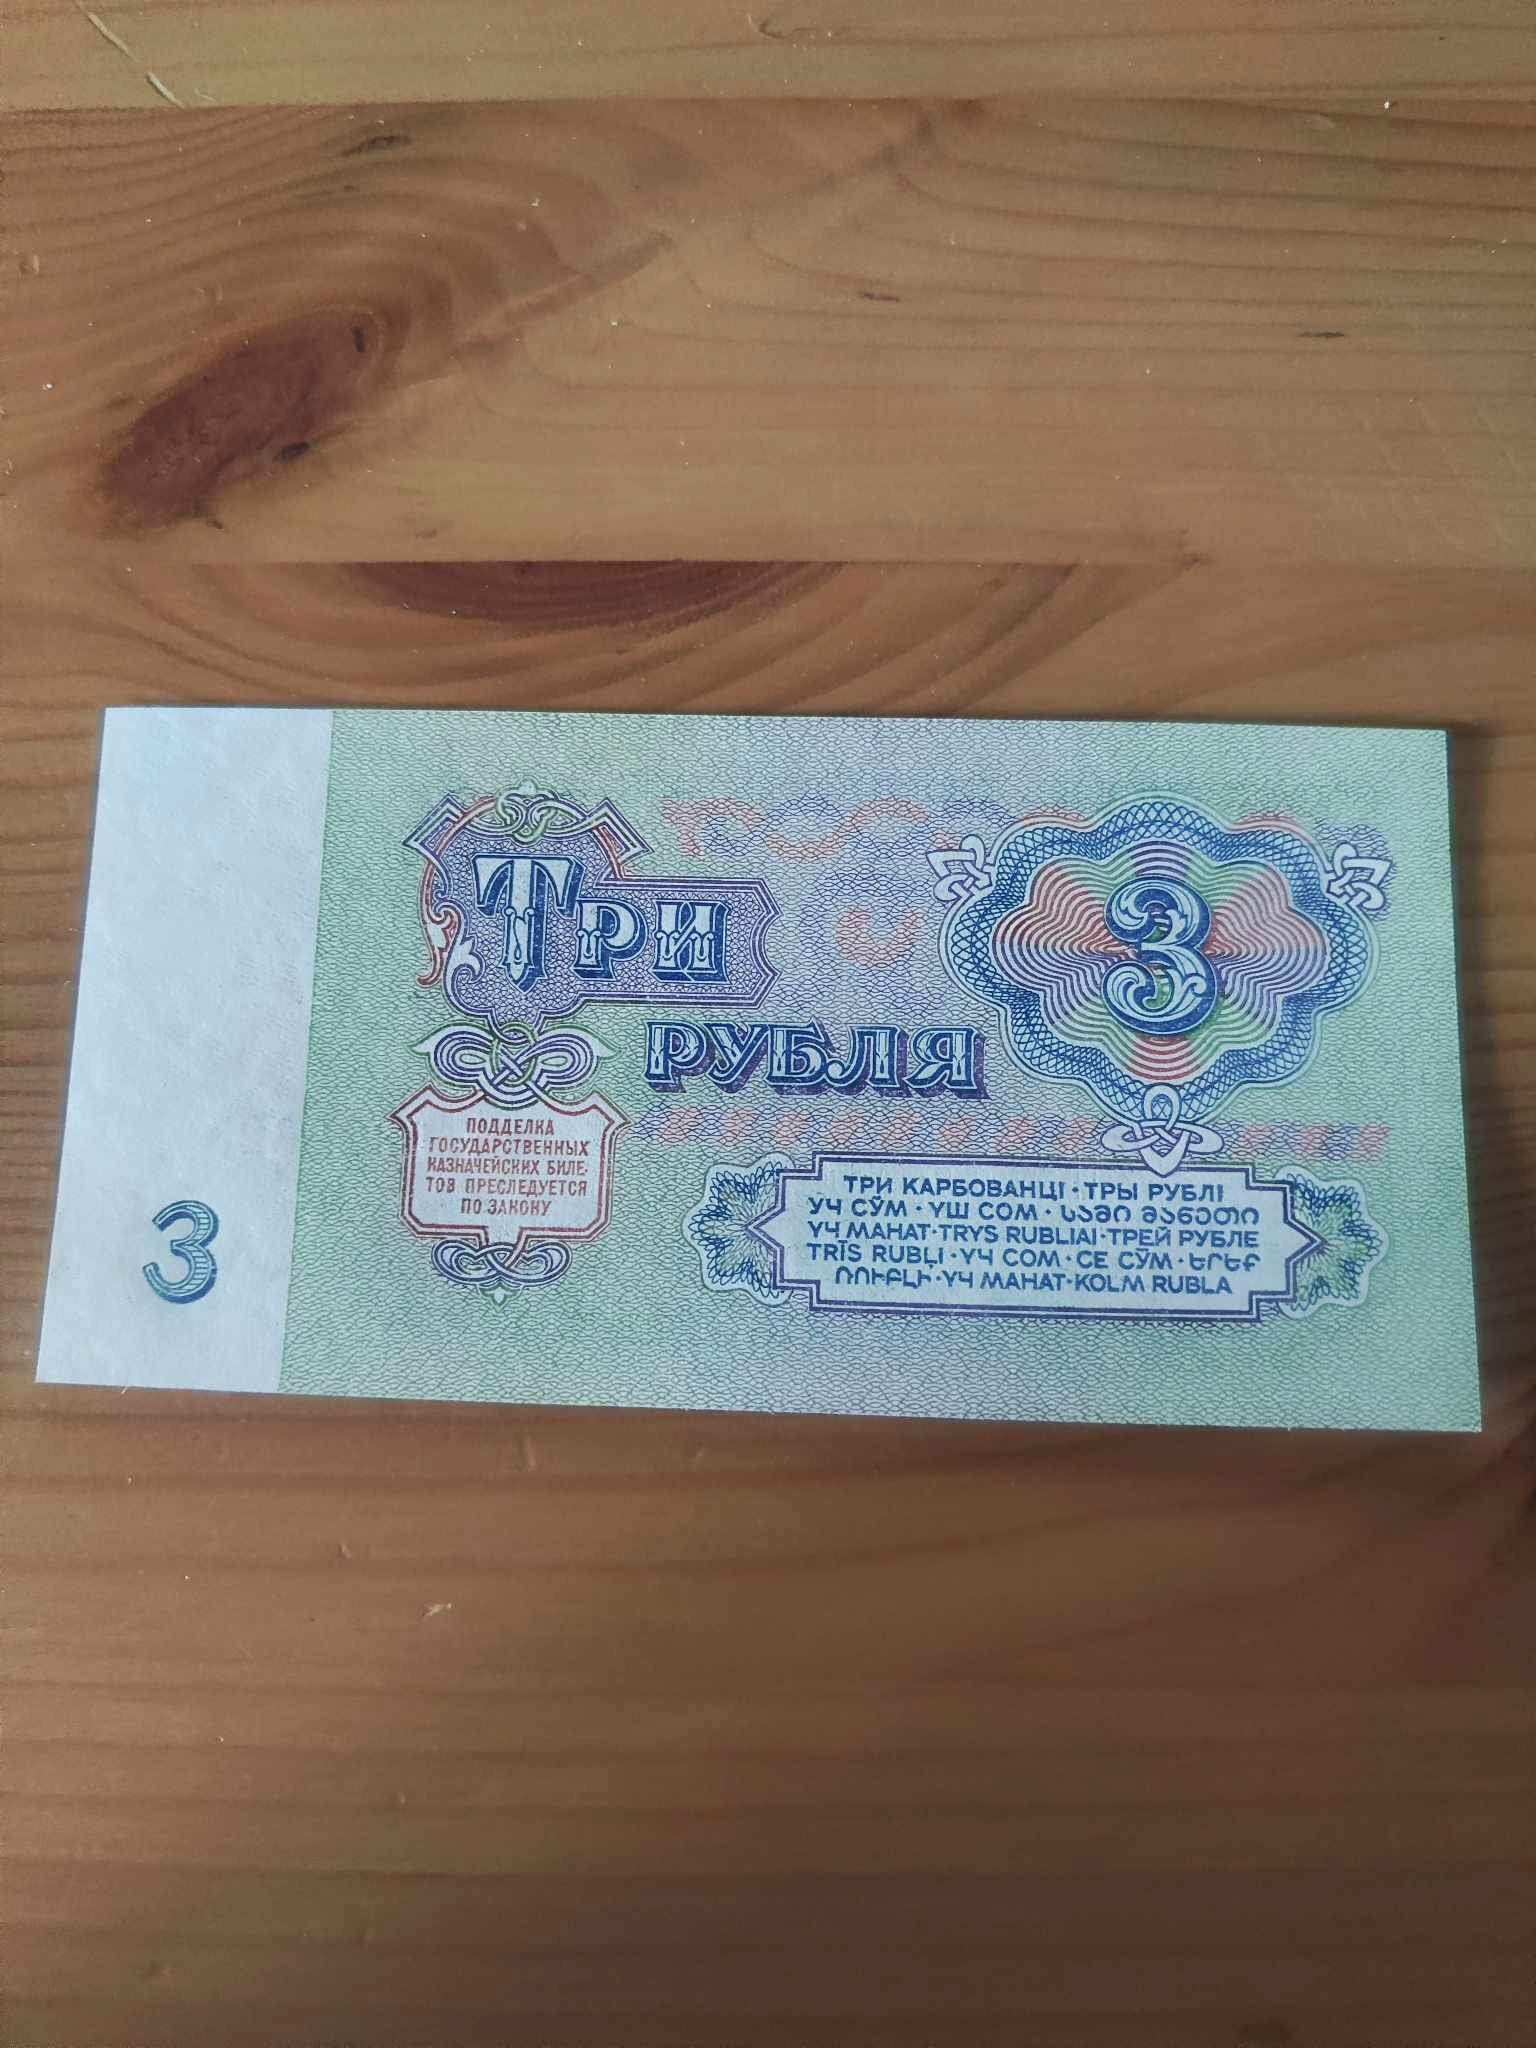 ТРИ
РУБЛЯ
3
ПОДДЕЛКА
ГОСУДАРСТВЕННЫХ
КАЗНАЧЕЙСКИХ БИЛЕ-
ТОВ ПРЕСЛЕДУЕТСЯ
ПО ЗАКОНУ
3
ТРИ КАРБОВАНЦІ · ТРЫ РУБЛІ
УЧ СЎМ · ҮШ СОМ · ᲡᲐᲛᲘ ᲛᲐᲜᲔᲗᲘ
ҮЧ МАНАТ · TRYS RUBLIAI · ТРЕЙ РУБЛЕ
TRĪS RUBĻI · ҮЧ СОМ · СЕ СӮМ · ԵՐԵՔ
ՌՈՒԲԼԻ · ҮЧ МАНАТ · KOLM RUBLA